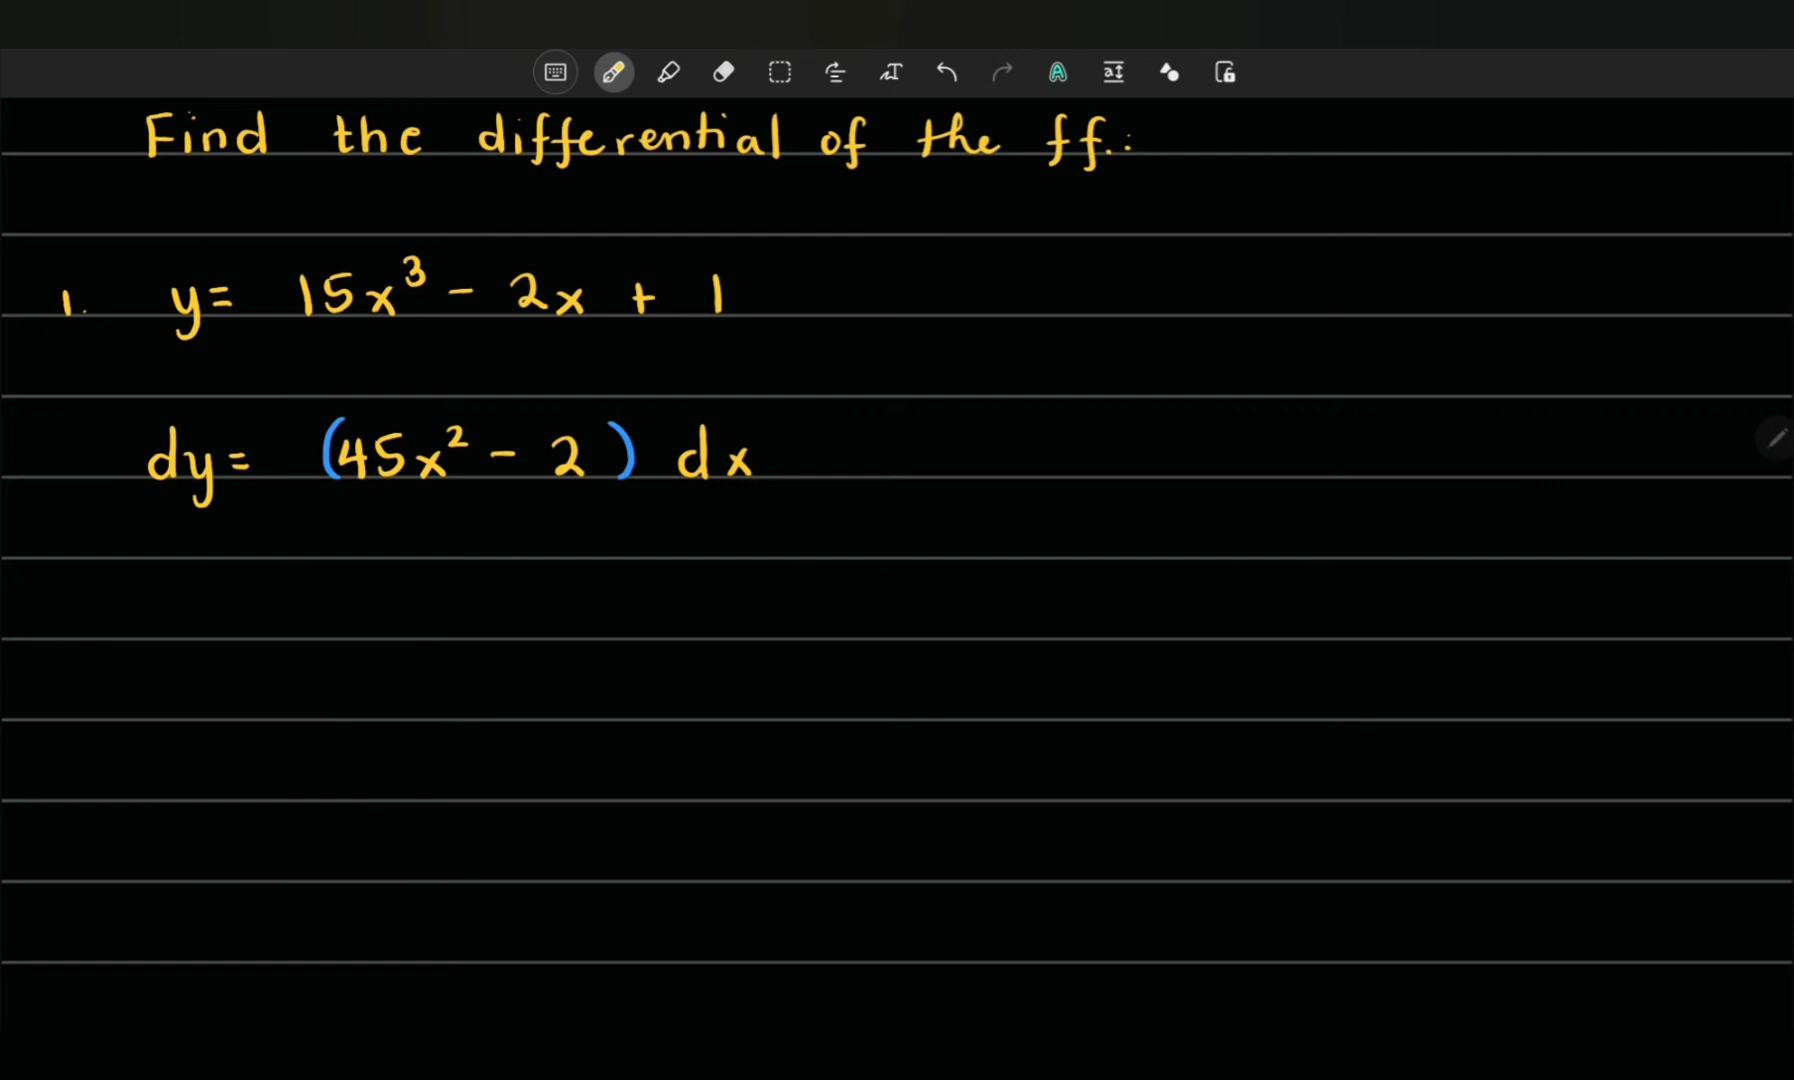 Find the differential of the ff.:
1. y= 15x³ - 2x + 1
dy= (45x² - 2) dx